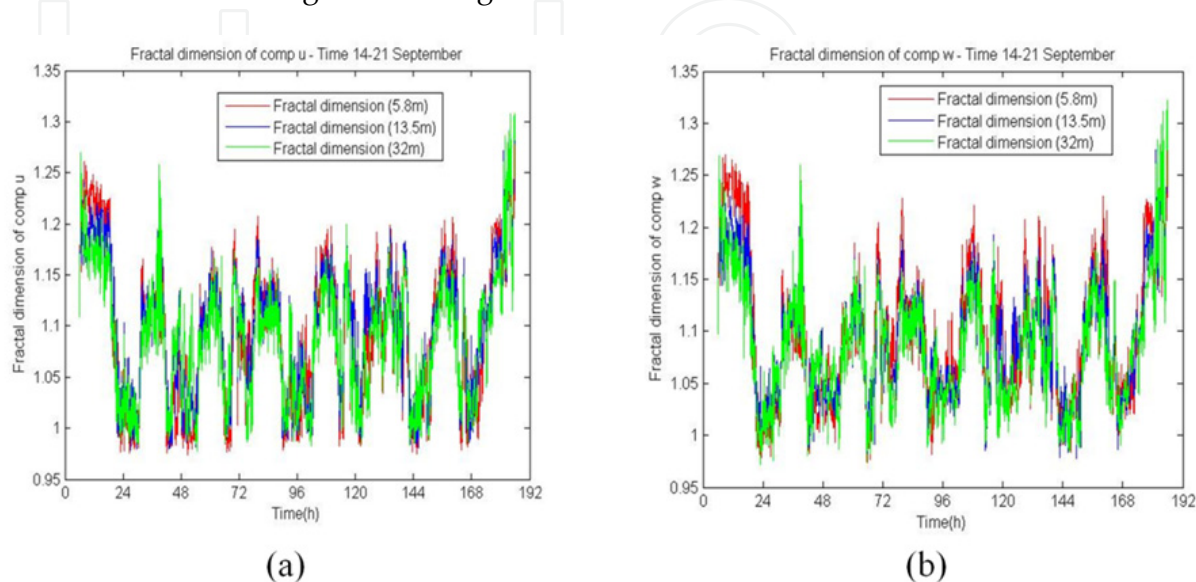 Fractal dimension of comp u - Time 14-21 September
1.35
1.3
1.25
1.2
1.15
1.1
1.05
1
0.95
Fractal dimension of comp u
Fractal dimension (5.8m)
Fractal dimension (13.5m)
Fractal dimension (32m)
0 24 48 72 96 120 144 168 192
Time(h)
(a)
Fractal dimension of comp w - Time 14-21 September
1.35
1.3
1.25
1.2
1.15
1.1
1.05
1
0.95
Fractal dimension of comp w
Fractal dimension (5.8m)
Fractal dimension (13.5m)
Fractal dimension (32m)
0 24 48 72 96 120 144 168 192
Time(h)
(b)